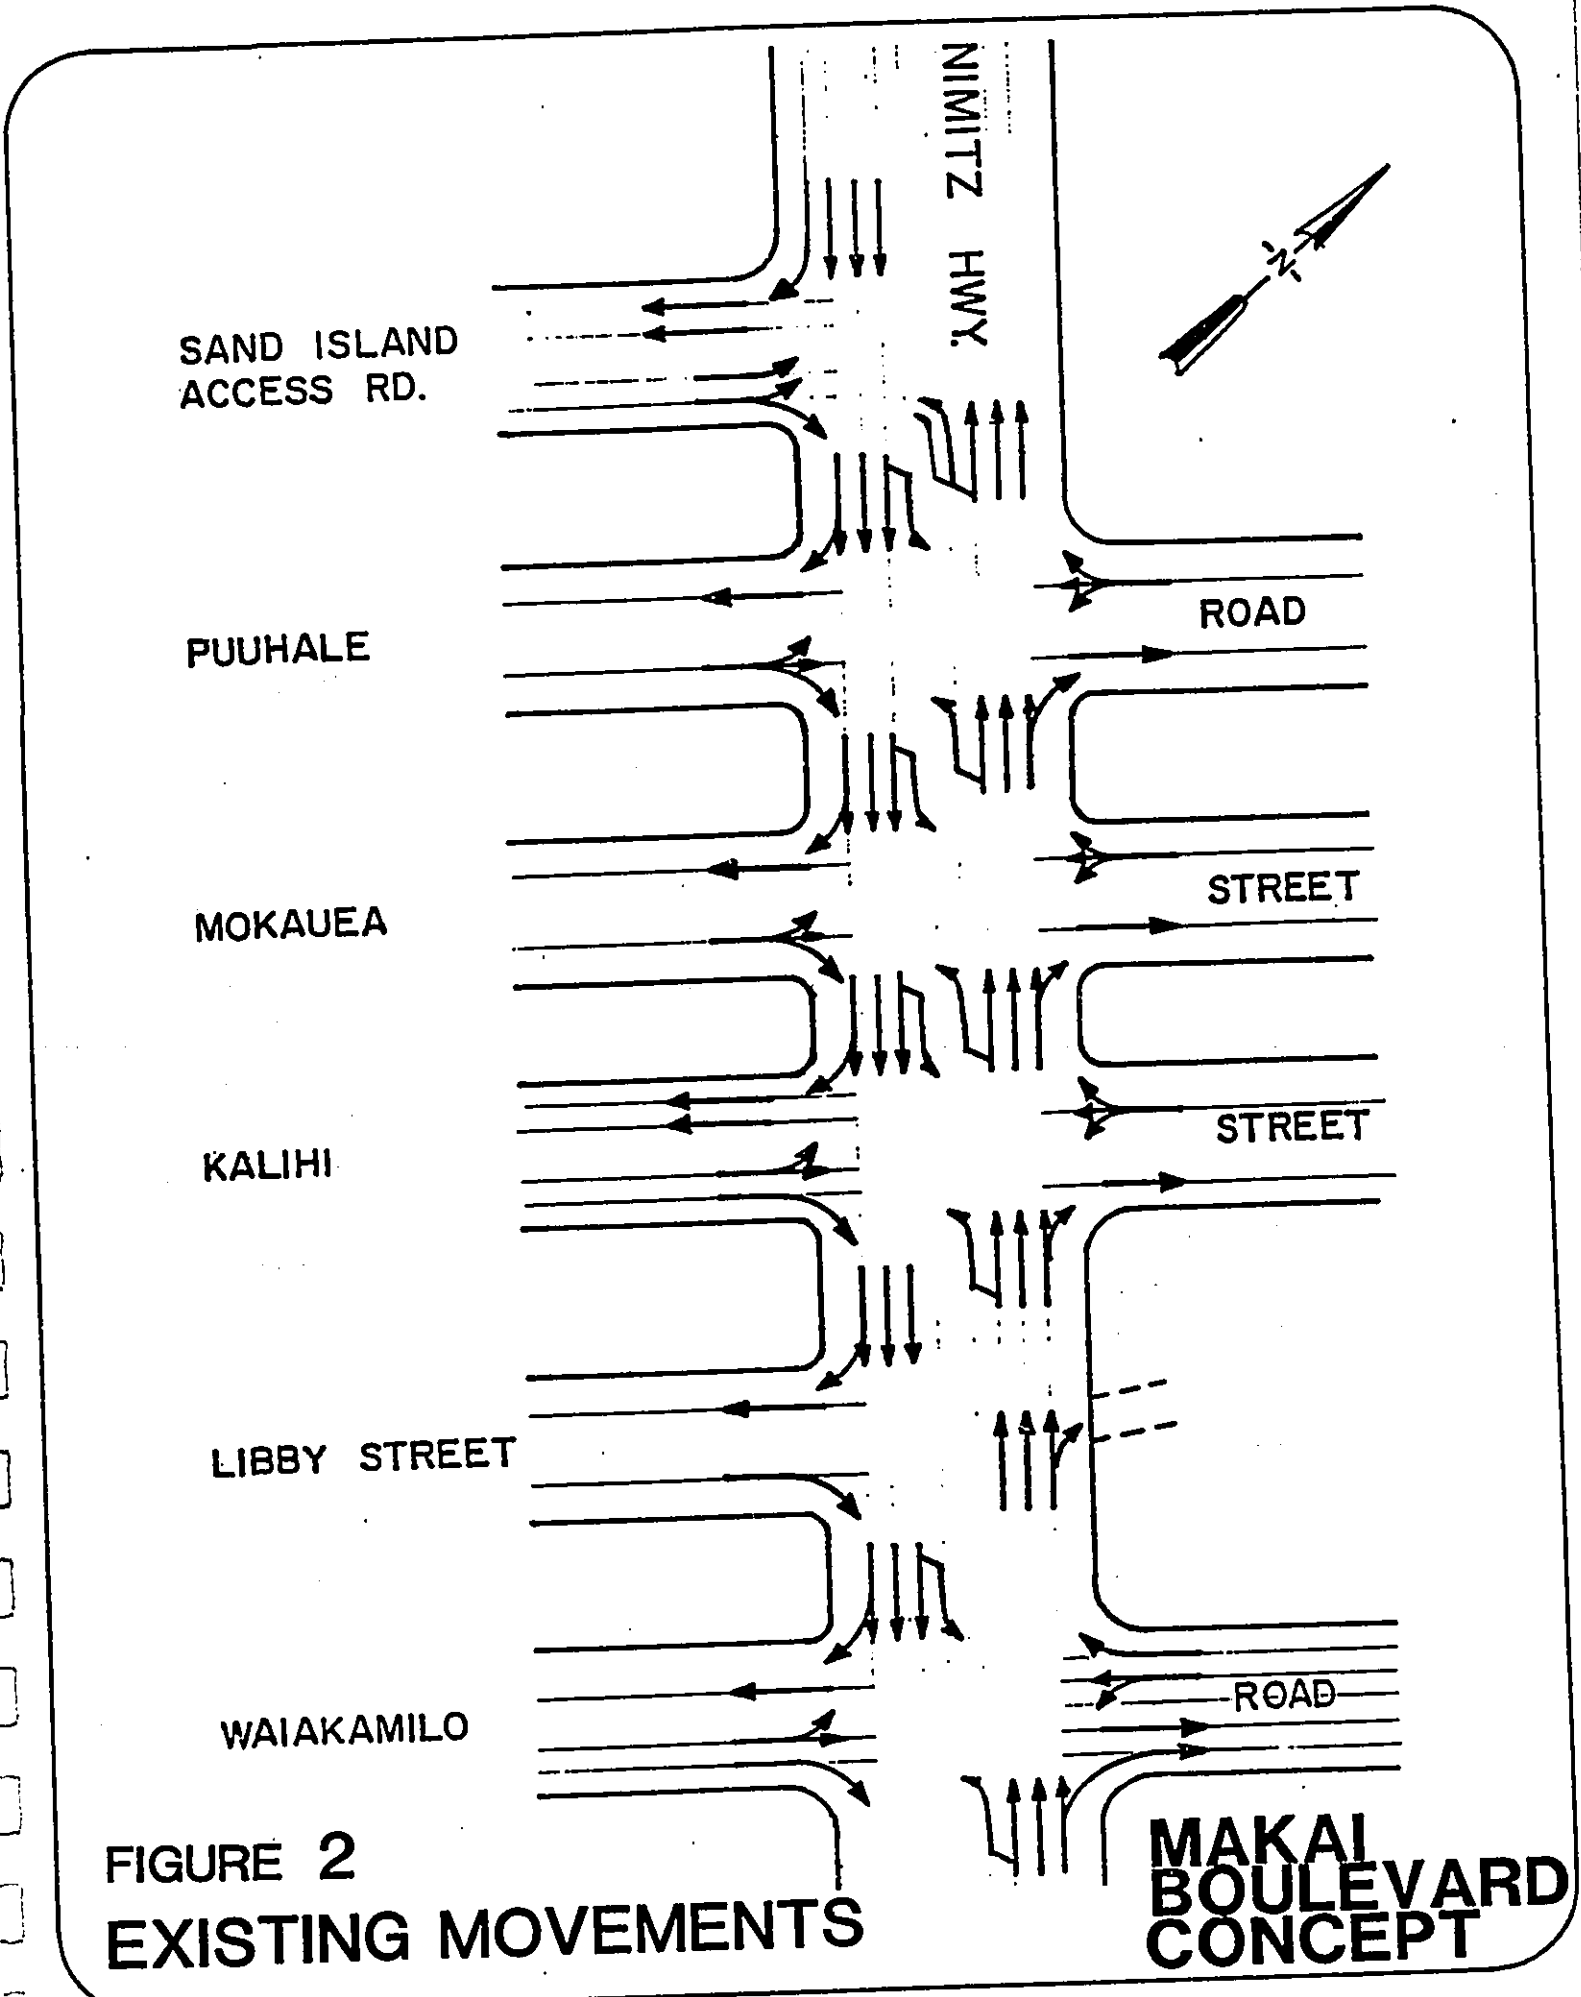 NIMITZ HWY.
N
SAND ISLAND
ACCESS RD.
PUUHALE
ROAD
MOKAUEA
STREET
KALIHI
STREET
LIBBY STREET
WAIAKAMILO
ROAD
FIGURE 2
EXISTING MOVEMENTS
MAKAI
BOULEVARD
CONCEPT